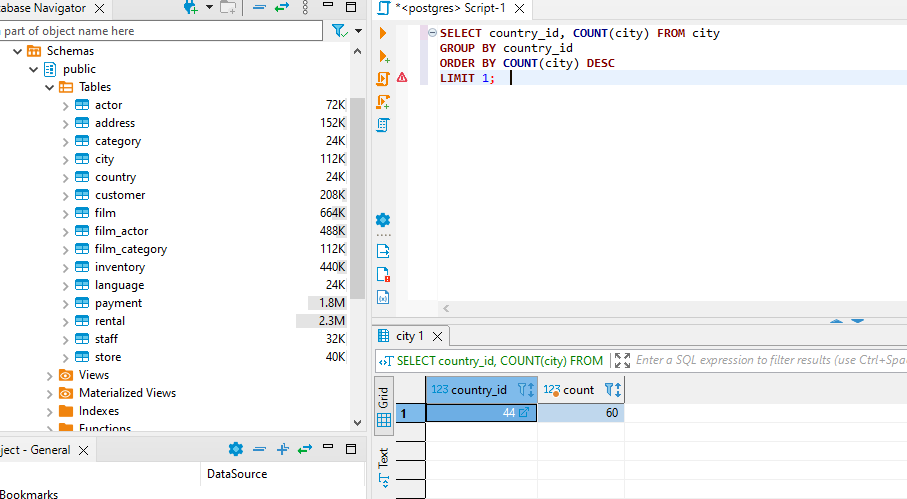 Database Navigator
part of object name here
Schemas
public
Tables
actor 72K
address 152K
category 24K
city 112K
country 24K
customer 208K
film 664K
film_actor 488K
film_category 112K
inventory 440K
language 24K
payment 1.8M
rental 2.3M
staff 32K
store 40K
Views
Materialized Views
Indexes
Functions
ject - General
DataSource
Bookmarks
*<postgres> Script-1
SELECT country_id, COUNT(city) FROM city
GROUP BY country_id
ORDER BY COUNT(city) DESC
LIMIT 1;
city 1
SELECT country_id, COUNT(city) FROM
Enter a SQL expression to filter results (use Ctrl+Spa
Grid
Text
123 country_id 123 count
1 44 60